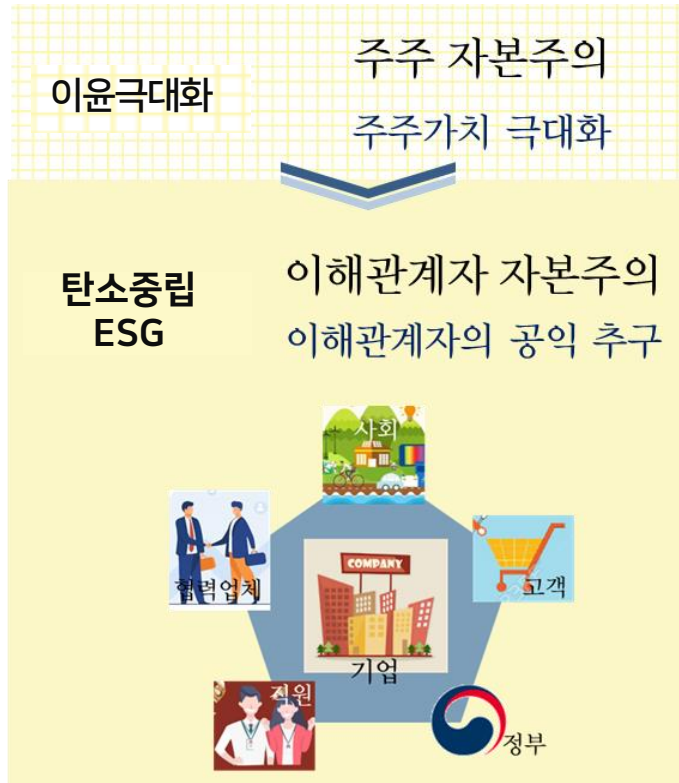 이윤극대화
주주 자본주의
주주가치 극대화
탄소중립
ESG
이해관계자 자본주의
이해관계자의 공익 추구
사회
협력업체
COMPANY
고객
기업
직원
정부